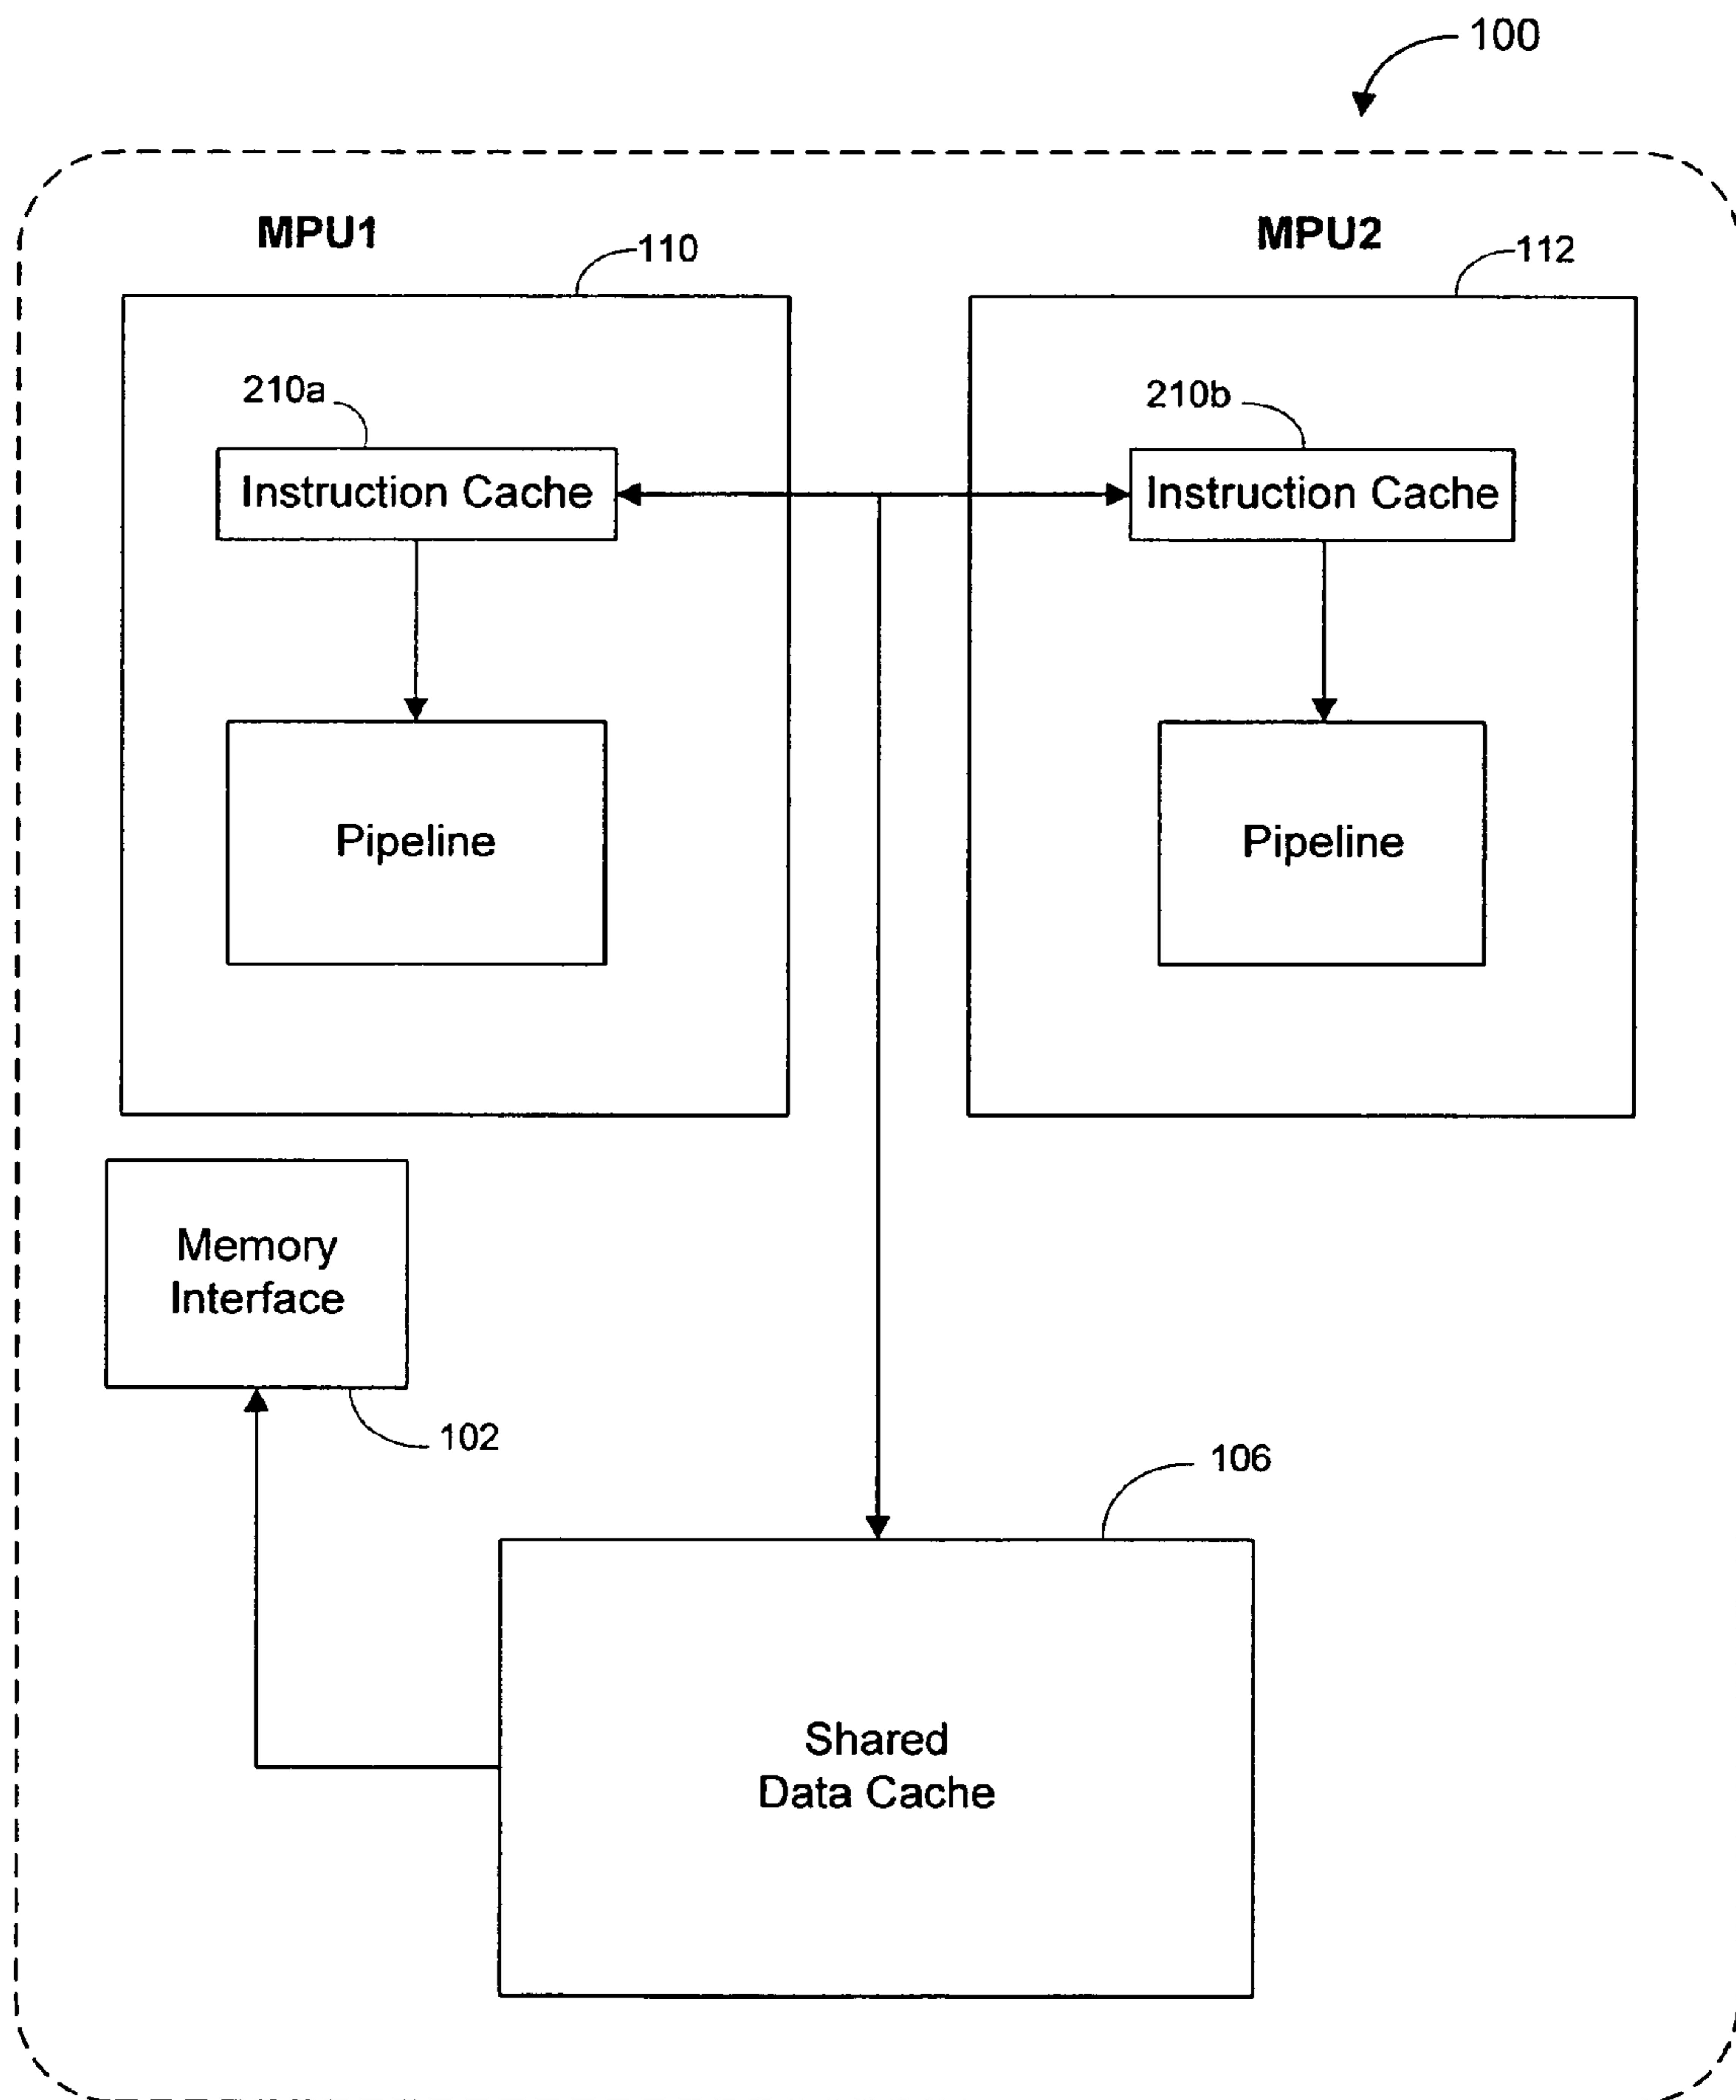 100
MPU1
MPU2
110
112
210a
210b
Instruction Cache
Instruction Cache
Pipeline
Pipeline
Memory
Interface
102
106
Shared
Data Cache